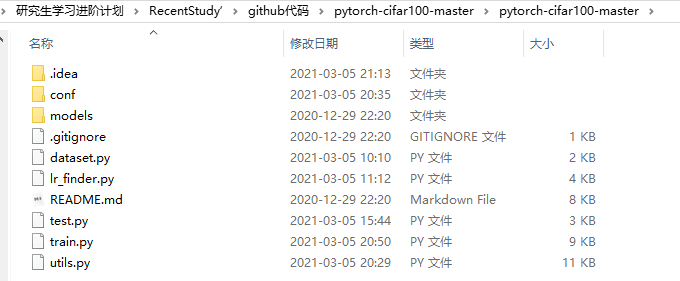 研究生学习进阶计划 > RecentStudy' > github代码 > pytorch-cifar100-master > pytorch-cifar100-master >
名称 修改日期 类型 大小
.idea 2021-03-05 21:13 文件夹
conf 2021-03-05 20:35 文件夹
models 2020-12-29 22:20 文件夹
.gitignore 2020-12-29 22:20 GITIGNORE 文件 1 KB
dataset.py 2021-03-05 10:10 PY 文件 2 KB
lr_finder.py 2021-03-05 11:12 PY 文件 4 KB
README.md 2020-12-29 22:20 Markdown File 8 KB
test.py 2021-03-05 15:44 PY 文件 3 KB
train.py 2021-03-05 20:50 PY 文件 9 KB
utils.py 2021-03-05 20:29 PY 文件 11 KB